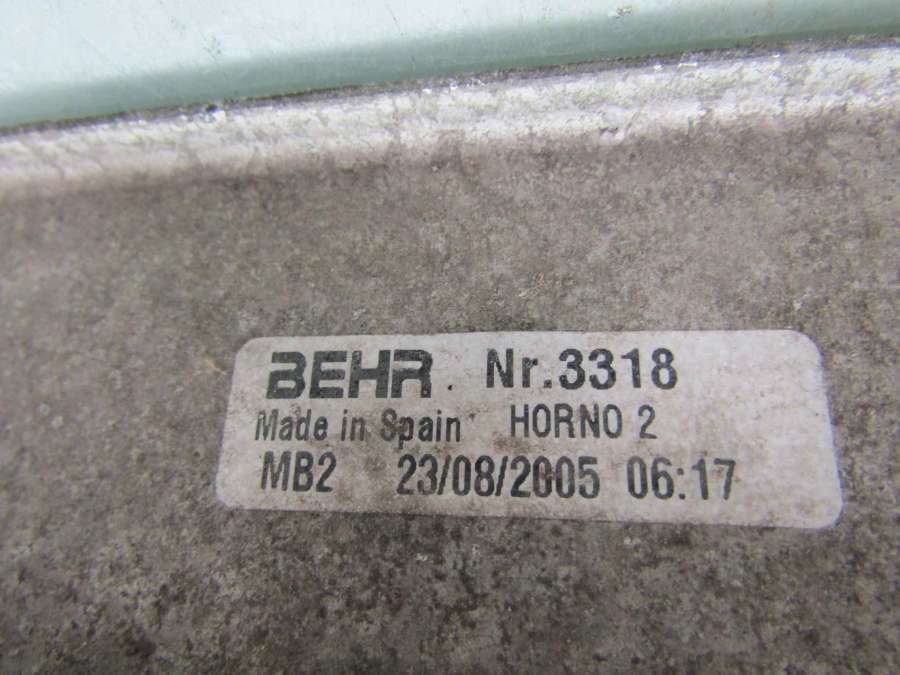 BEHR. Nr.3318
Made in Spain HORNO 2
MB2 23/08/2005 06:17